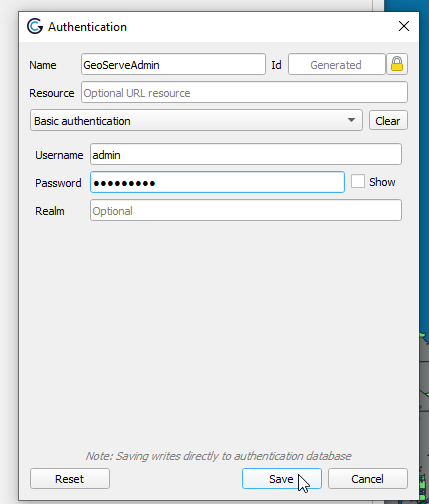 Authentication
Name GeoServeAdmin Id Generated
Resource Optional URL resource
Basic authentication Clear
Username admin
Password ●●●●●●●●● Show
Realm Optional
Note: Saving writes directly to authentication database
Reset Save Cancel